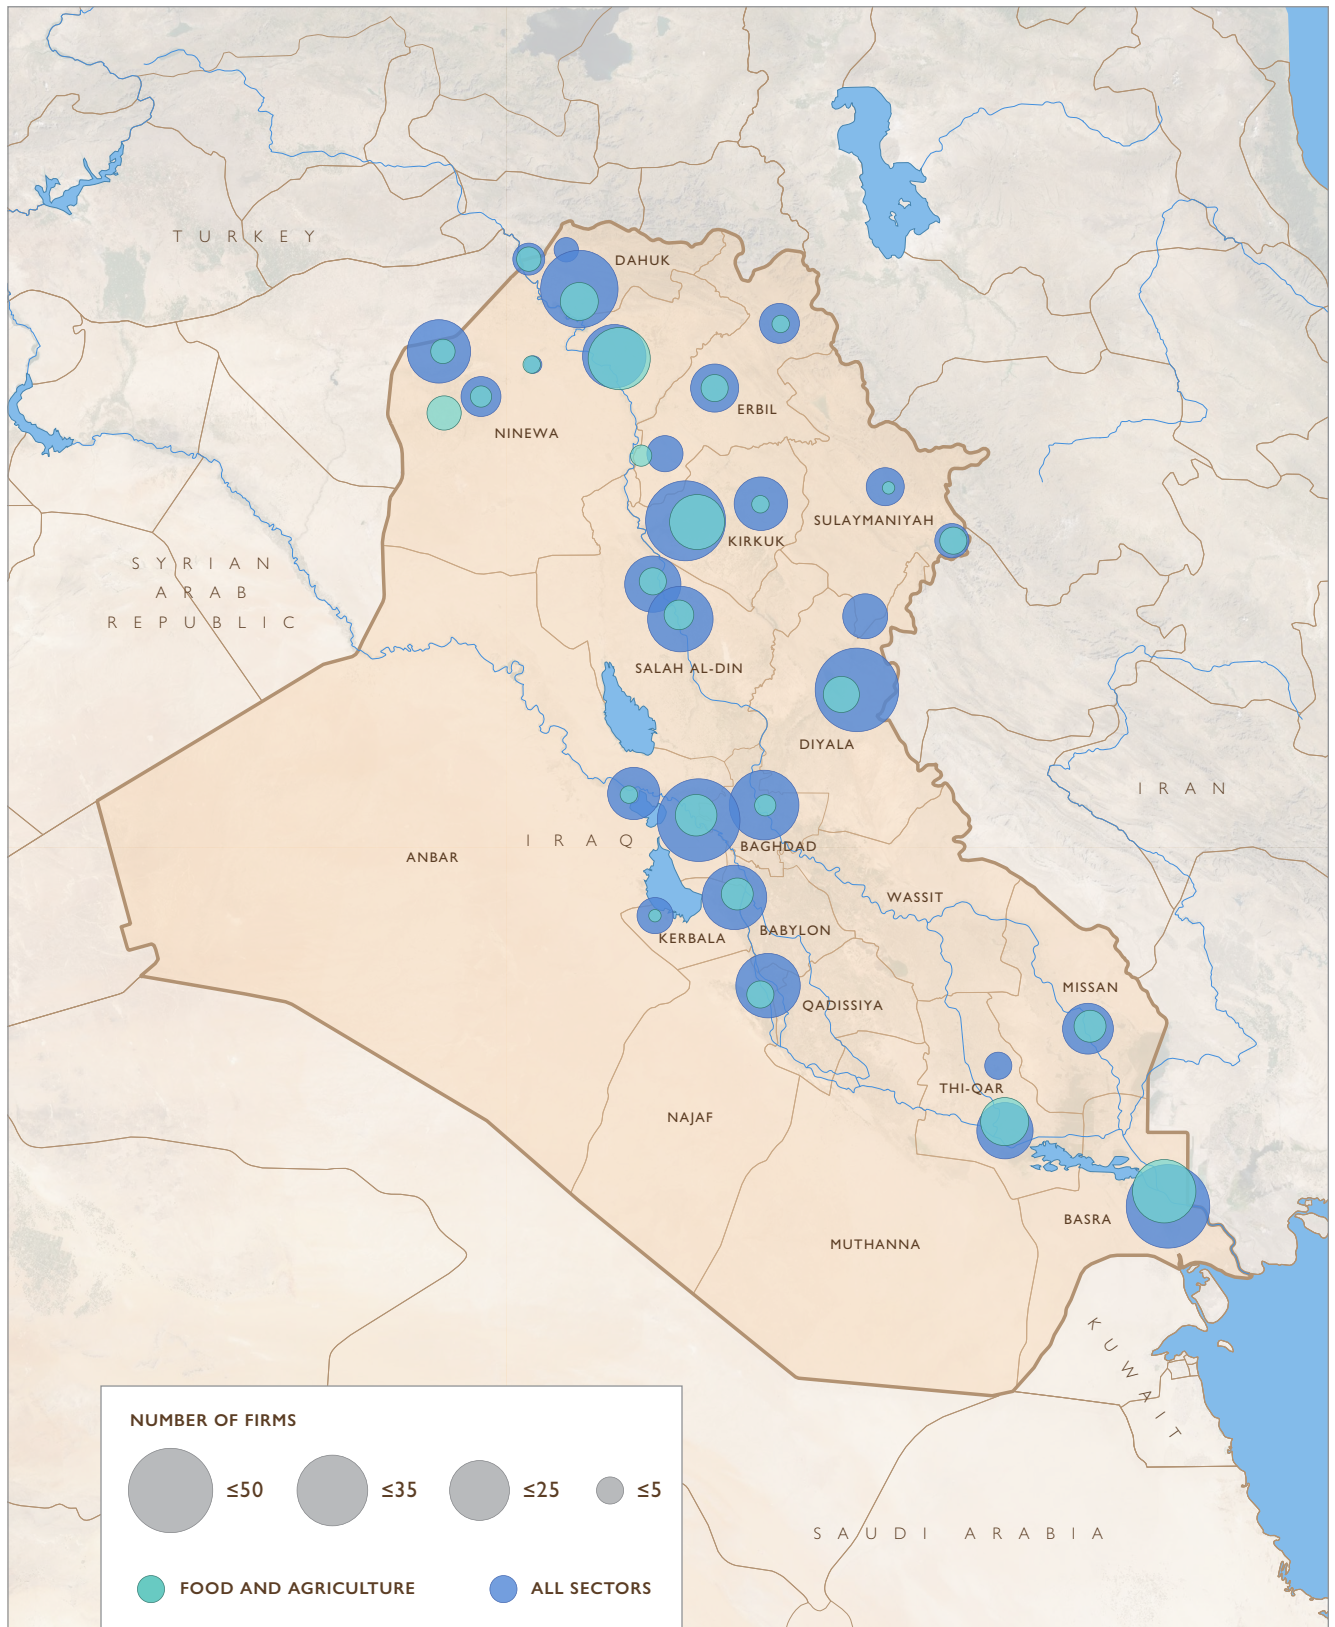 TURKEY
DAHUK
ERBIL
NINEWA
SULAYMANIYAH
KIRKUK
SYRIAN
ARAB
REPUBLIC
SALAH AL-DIN
DIYALA
IRAN
IRAQ
BAGHDAD
ANBAR
WASSIT
BABYLON
KERBALA
MISSAN
QADISSIYA
THI-QAR
NAJAF
BASRA
MUTHANNA
KUWAIT
NUMBER OF FIRMS
≤50 ≤35 ≤25 ≤5
SAUDI ARABIA
FOOD AND AGRICULTURE ALL SECTORS